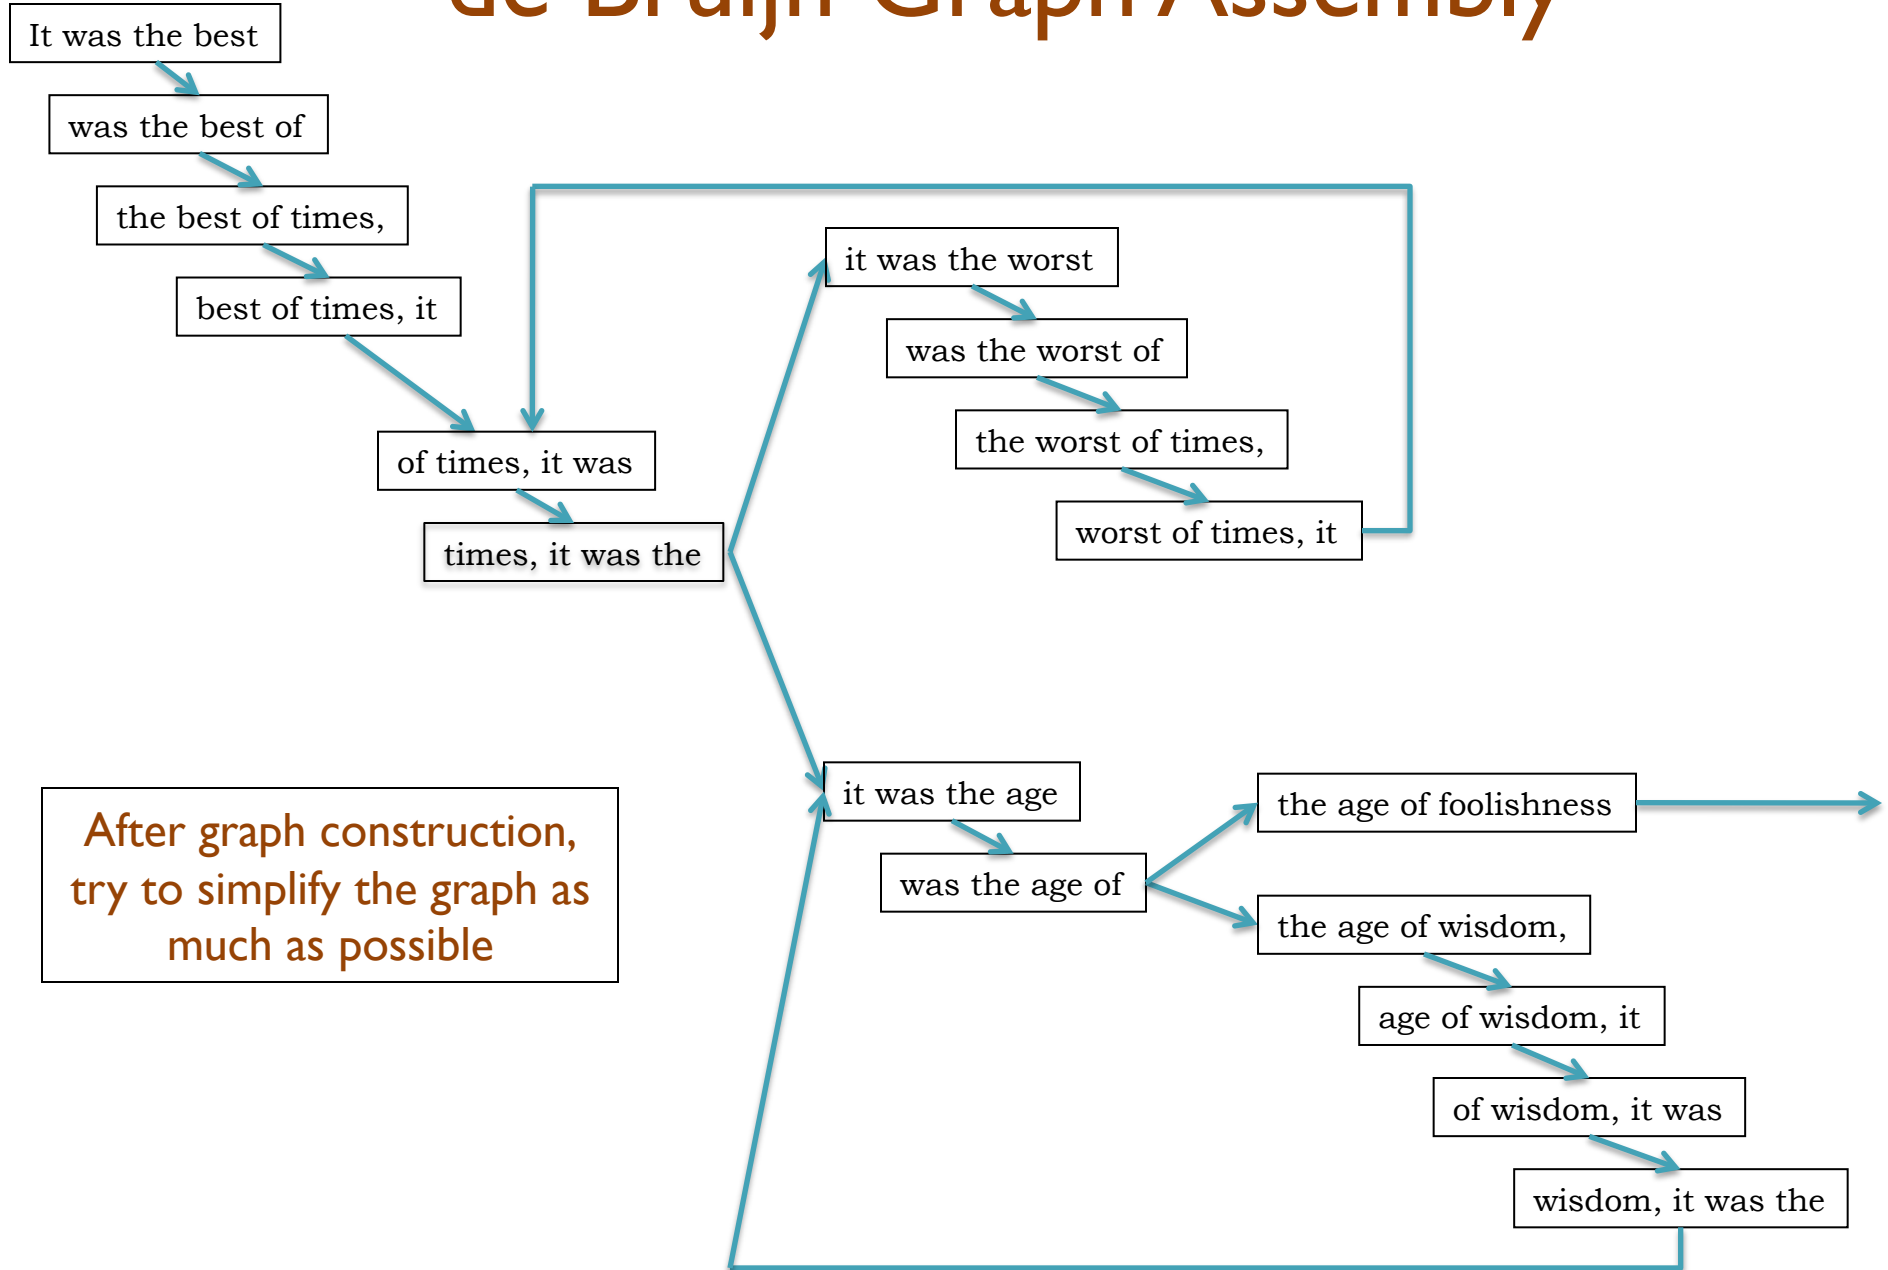 de Bruijn Graph Assembly
It was the best
was the best of
the best of times,
best of times, it
of times, it was
times, it was the
it was the worst
was the worst of
the worst of times,
worst of times, it
it was the age
was the age of
the age of foolishness
the age of wisdom,
age of wisdom, it
of wisdom, it was
wisdom, it was the
After graph construction,
try to simplify the graph as
much as possible